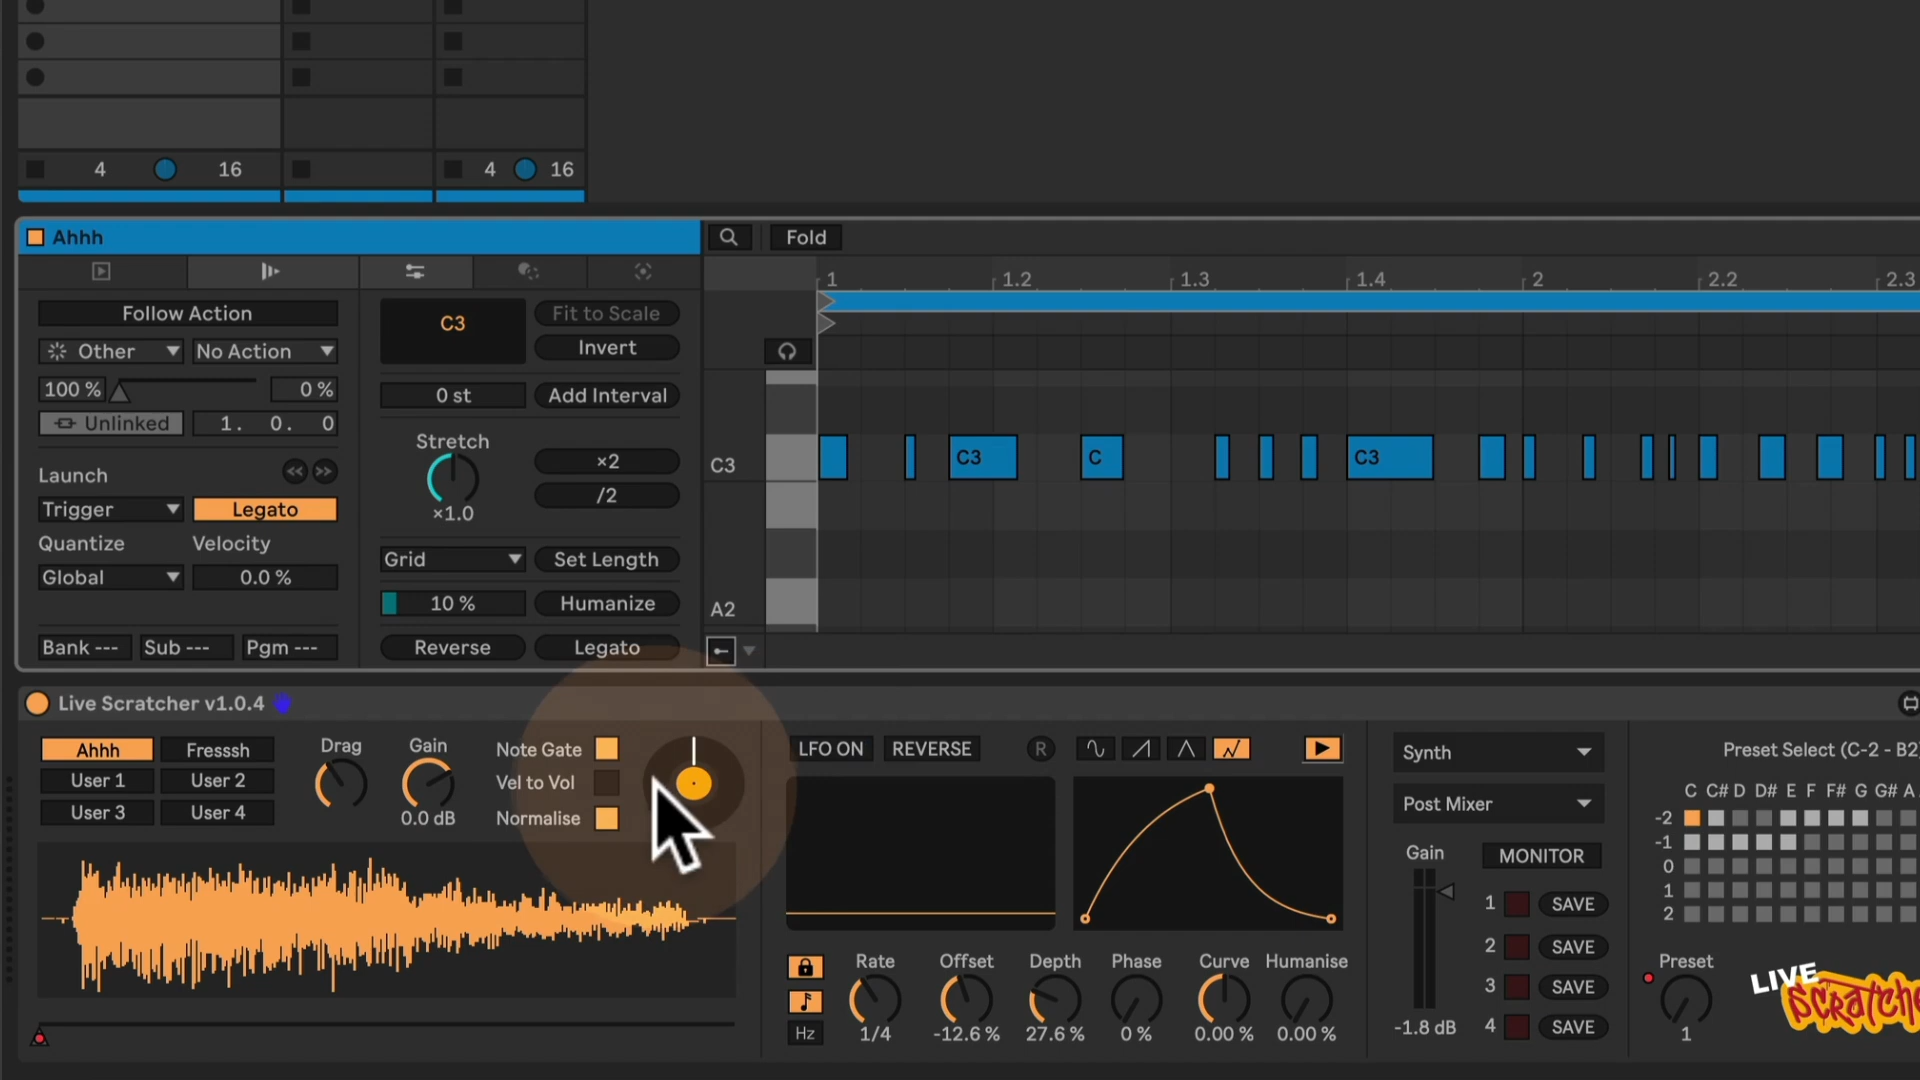 4 16 4 16
Ahhh Fold
1 1.2 1.3 1.4 2 2.2 2.3
Follow Action C3 Fit to Scale
Other No Action Invert
100 % 0 % 0 st Add Interval
Unlinked 1. 0. 0
Stretch
Launch ×2 C3 C3 C C3
Trigger Legato ×1.0 /2
Quantize Velocity
Global 0.0 % Grid Set Length
10 % Humanize A2
Bank --- Sub --- Pgm --- Reverse Legato
Live Scratcher v1.0.4
Ahhh Fresssh Drag Gain Note Gate LFO ON REVERSE R Synth Preset Select (C-2 - B2
User 1 User 2 Vel to Vol
User 3 User 4 0.0 dB Normalise Post Mixer
C C# D D# E F F# G G# A
-2
-1
0
1
2
Gain MONITOR
1 SAVE
2 SAVE
3 SAVE
4 SAVE
-1.8 dB
Rate Offset Depth Phase Curve Humanise
Hz 1/4 -12.6 % 27.6 % 0 % 0.00 % 0.00 %
Preset
1
LIVE